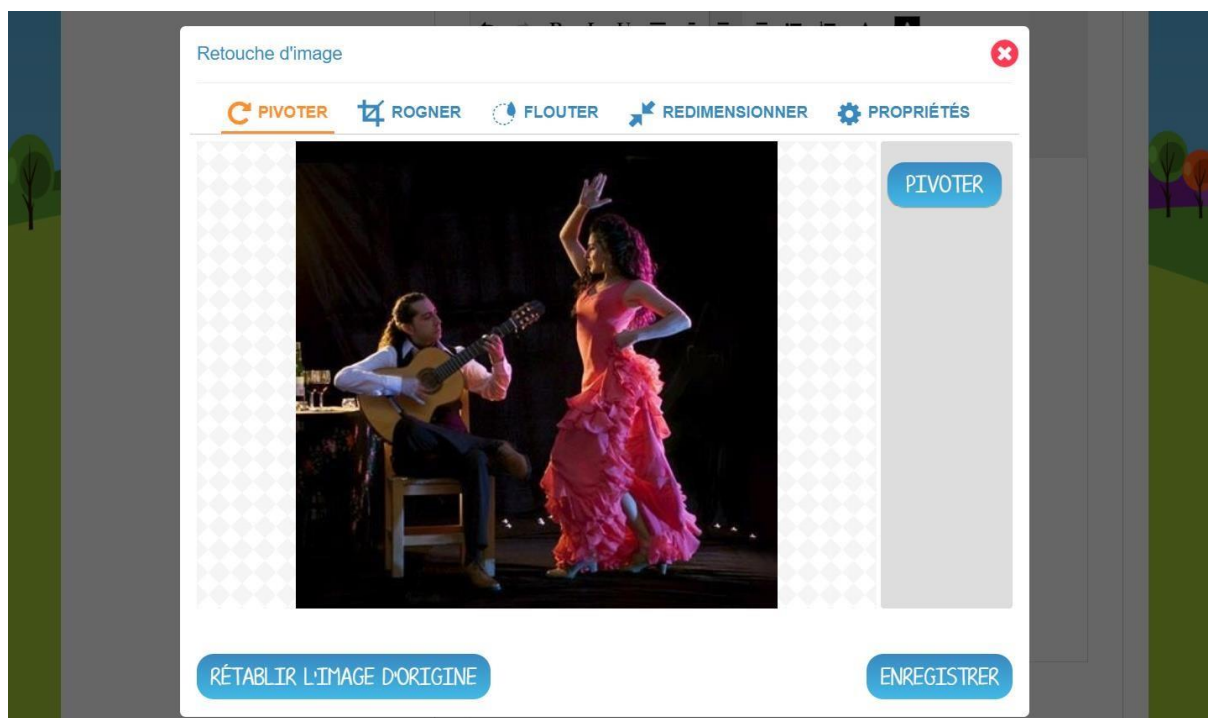 Retouche d'image
PIVOTER ROGNER FLOUTER REDIMENSIONNER PROPRIÉTÉS
PIVOTER
RÉTABLIR L'IMAGE D'ORIGINE ENREGISTRER